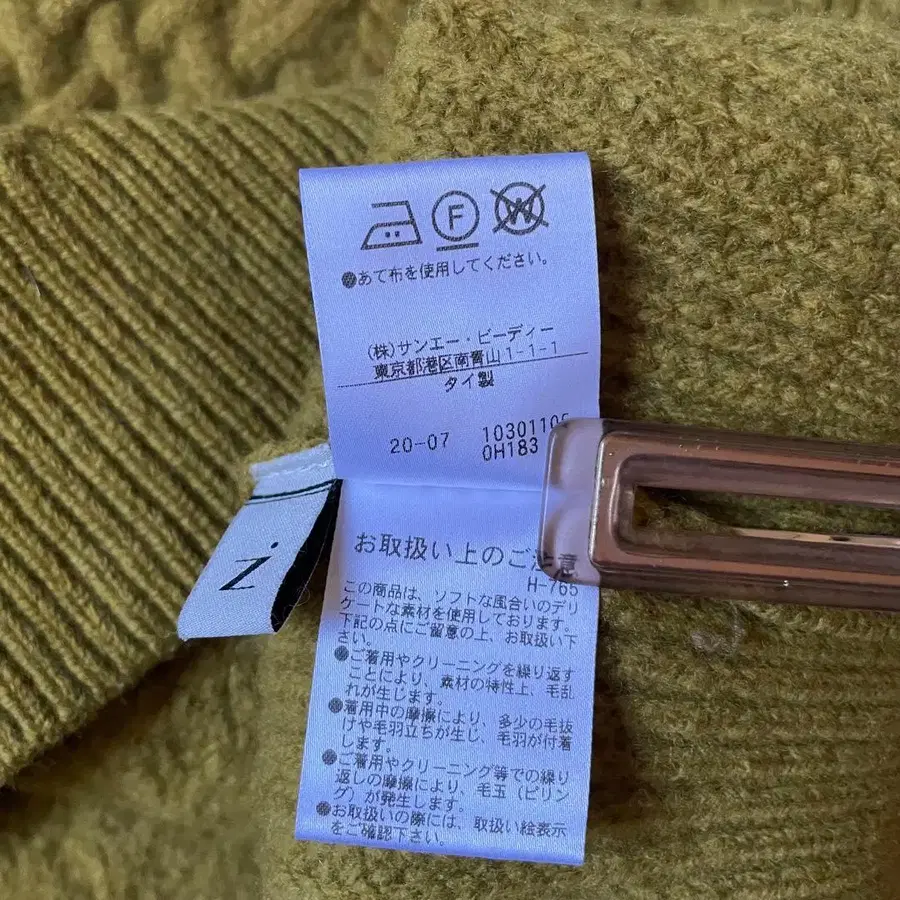 F
W
●あて布を使用してください。
(株)サンエー・ビーディー
東京都港区南青山1-1-1
タイ製
20-07
0H183
お取扱い上のご注意
H-765
この商品は、ソフトな風合いのデリ
ケートな素材を使用しております。
下記の点にご留意の上、お取扱い下
さい。
●ご着用やクリーニングを繰り返す
ことにより、素材の特性上、毛乱
れが生じます。
●着用中の摩擦により、多少の毛抜
けや毛羽立ちが生じ、毛羽が付着
します。
●ご着用やクリーニング等での繰り
返しの摩擦により、毛玉（ピリン
グ）が発生します。
●お取扱いの際には、取扱い絵表示
をご確認下さい。